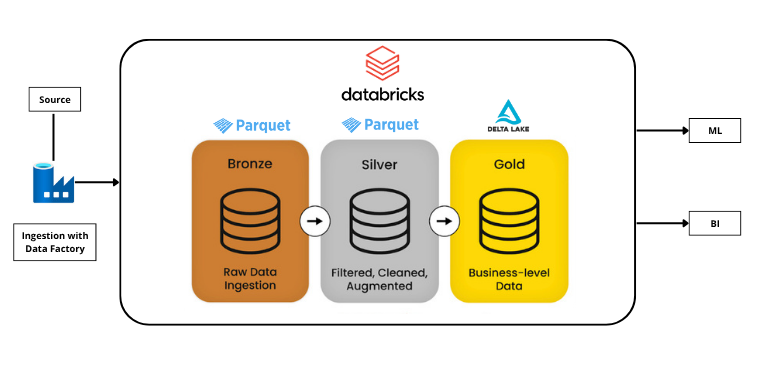 databricks
Source
Parquet
Parquet
DELTA LAKE
Bronze
Silver
Gold
ML
Ingestion with
Data Factory
BI
Raw Data
Ingestion
Filtered, Cleaned,
Augmented
Business-level
Data